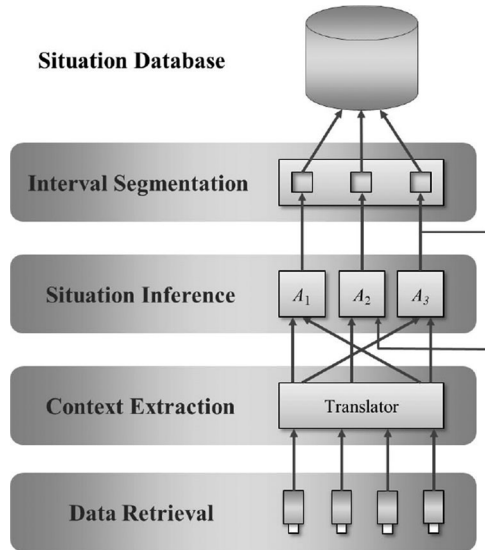 Situation Database
Interval Segmentation
Situation Inference
A1 A2 A3
Context Extraction
Translator
Data Retrieval